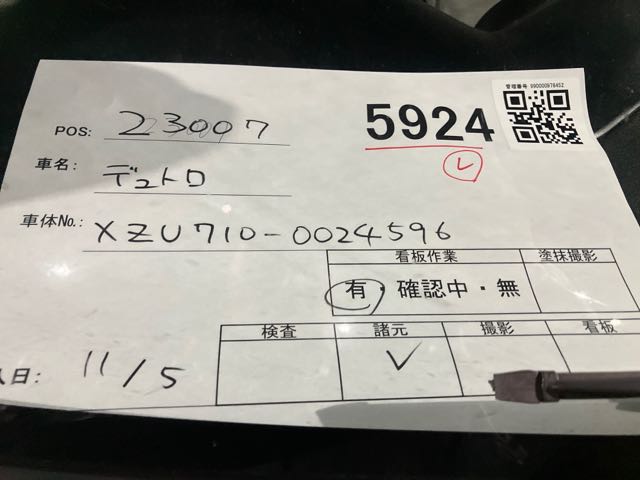 管理番号 990000978452
POS: 23007
5924
車名: デュトロ
レ
車体No.: XZU710-0024596
看板作業 塗抹撮影
有・確認中・無
検査 諸元 撮影 看板
✓
日: 11/5